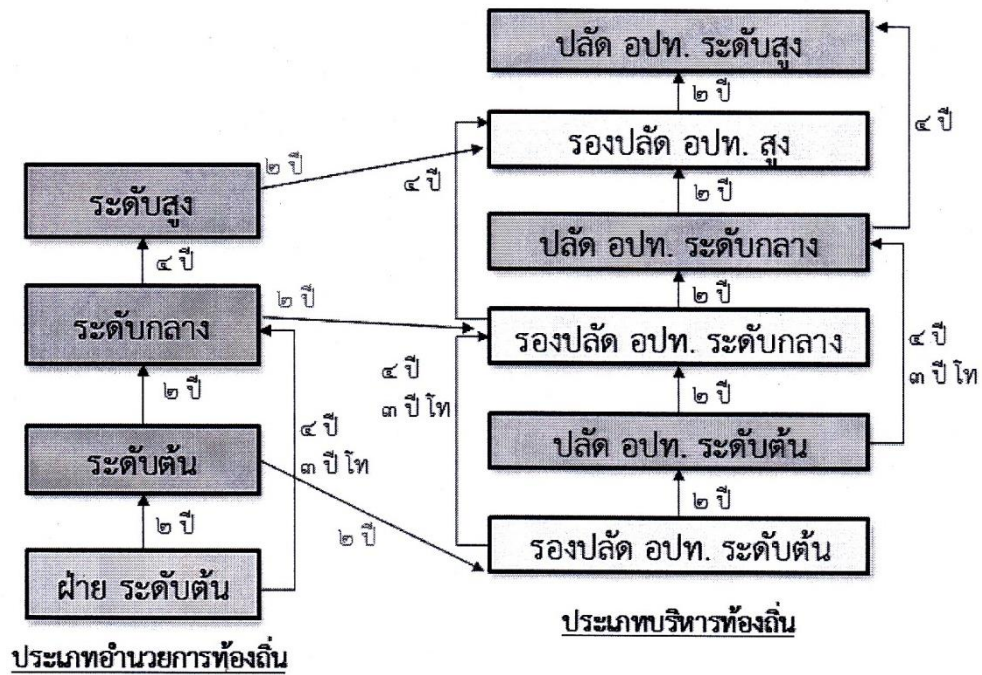 ปลัด อปท. ระดับสูง
๒ ปี
๔ ปี
รองปลัด อปท. สูง
๒ ปี
๔ ปี
ระดับสูง
๒ ปี
ปลัด อปท. ระดับกลาง
๔ ปี
๒ ปี
๒ ปี
ระดับกลาง
รองปลัด อปท. ระดับกลาง
๔ ปี
๓ ปี โท
๔ ปี
๓ ปี โท
๒ ปี
๒ ปี
ระดับต้น
๔ ปี
๓ ปี โท
ปลัด อปท. ระดับต้น
๒ ปี
๒ ปี
๒ ปี
ฝ่าย ระดับต้น
รองปลัด อปท. ระดับต้น
ประเภทอำนวยการท้องถิ่น
ประเภทบริหารท้องถิ่น